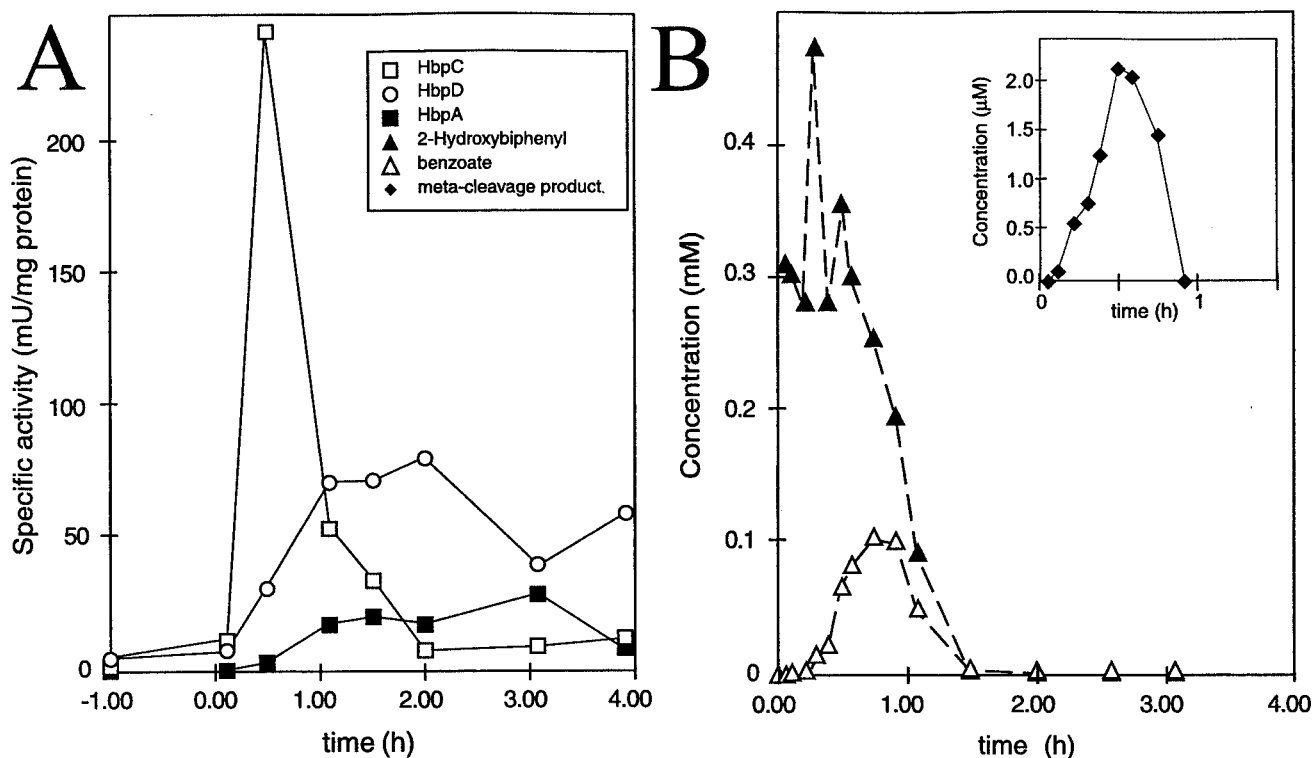 A
Specific activity (mU/mg protein)
200
150
100
50
0
-1.00 0.00 1.00 2.00 3.00 4.00
time (h)
HbpC
HbpD
HbpA
2-Hydroxybiphenyl
benzoate
meta-cleavage product.
B
Concentration (mM)
0.4
0.3
0.2
0.1
0
0.00 1.00 2.00 3.00 4.00
time (h)
Concentration (μM)
2.0
1.5
1.0
0.5
0.0
0 1
time (h)